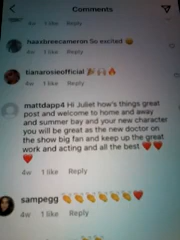 Comments
4w 1 like Reply
haaxbreecameron So excited 😄
4w 1 like Reply
tianarosieofficial 🎉🙌🔥
4w 1 like Reply
mattdapp4 Hi Juliet how's things great
post and welcome to home and away
and summer bay and your new character
you will be great as the new doctor on
the show big fan and keep up the great
work and acting and all the best ❤️❤️
❤️
4w 1 like Reply
sampegg 👏👏👏👏👏👏❤️
4w 1 like Reply